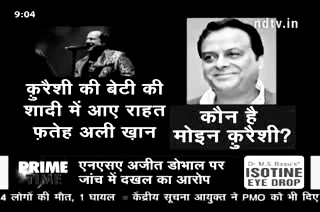 9:04
ndtv.in
क़ुरैशी की बेटी की
शादी में आए राहत
फ़तेह अली ख़ान
कौन है
मोइन क़ुरैशी?
PRIME
TIME
एनएसए अजीत डोभाल पर
जांच में दखल का आरोप
Dr. M.S. Basu's
ISOTINE
EYE DROP
4 लोगों की मौत, 1 घायल केंद्रीय सूचना आयुक्त ने PMO को भी दिए